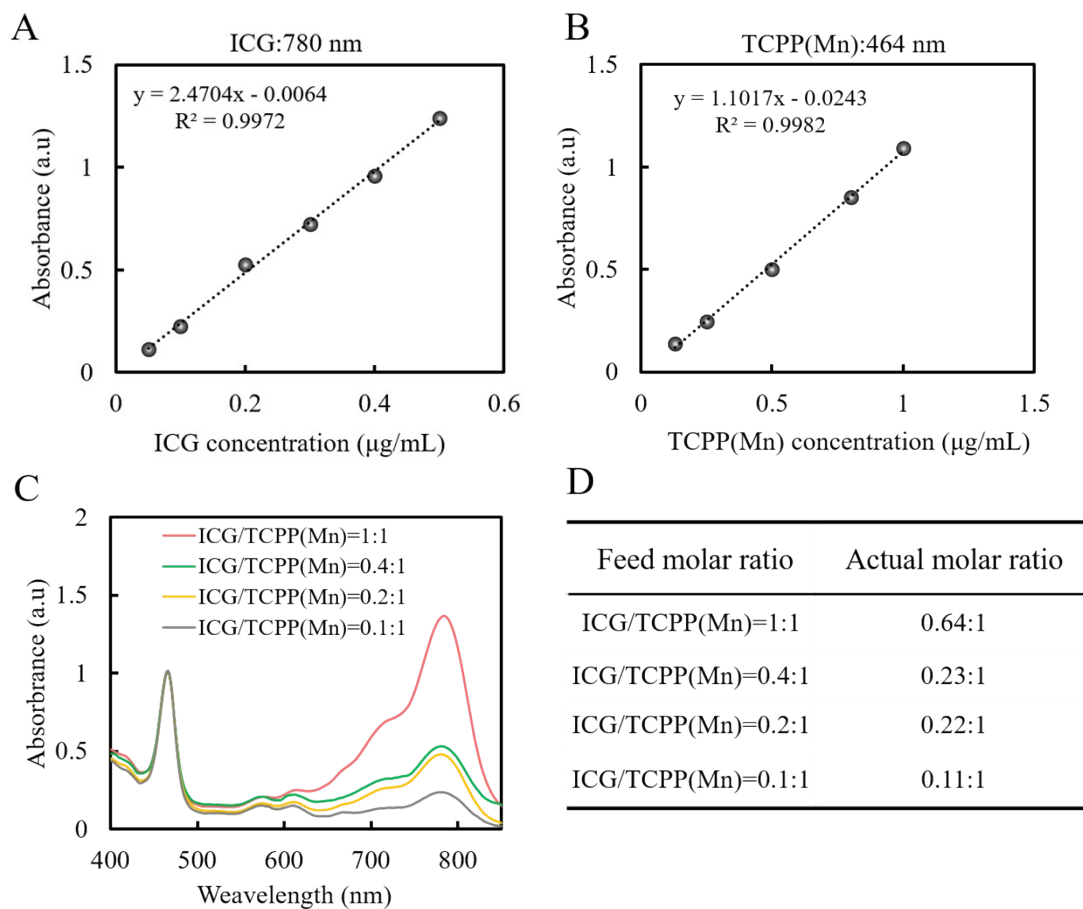 A
ICG:780 nm
1.5
1
0.5
0
y = 2.4704x - 0.0064
R² = 0.9972
Absorbance (a.u)
0
0.2
0.4
0.6
ICG concentration (μg/mL)
B
TCPP(Mn):464 nm
1.5
1
0.5
0
y = 1.1017x - 0.0243
R² = 0.9982
Absorbance (a.u)
0
0.5
1
1.5
TCPP(Mn) concentration (μg/mL)
C
2
1.5
1
0.5
0
ICG/TCPP(Mn)=1:1
ICG/TCPP(Mn)=0.4:1
ICG/TCPP(Mn)=0.2:1
ICG/TCPP(Mn)=0.1:1
Absorbrance (a.u)
400
500
600
700
800
Weavelength (nm)
D
Feed molar ratio Actual molar ratio
ICG/TCPP(Mn)=1:1 0.64:1
ICG/TCPP(Mn)=0.4:1 0.23:1
ICG/TCPP(Mn)=0.2:1 0.22:1
ICG/TCPP(Mn)=0.1:1 0.11:1